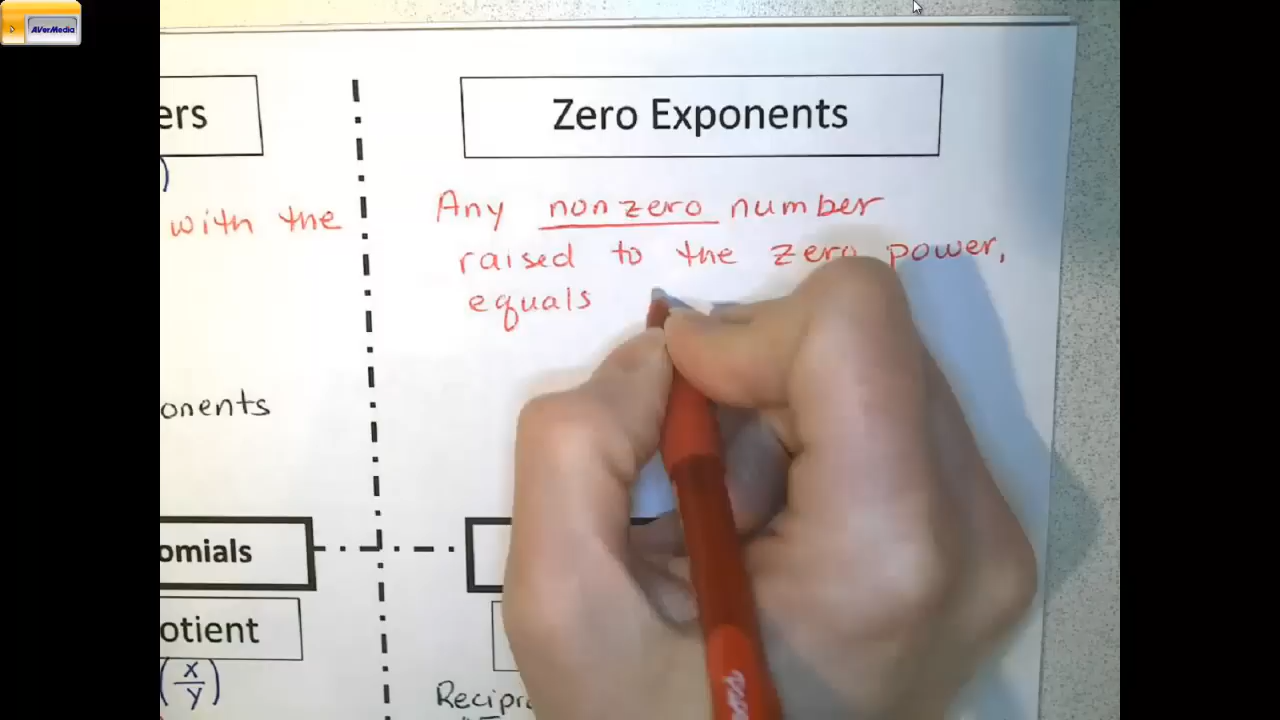 AVerMedia
ers
Zero Exponents
)
with the
Any nonzero number
raised to the zero power,
equals
onents
omials
otient
(x/y)